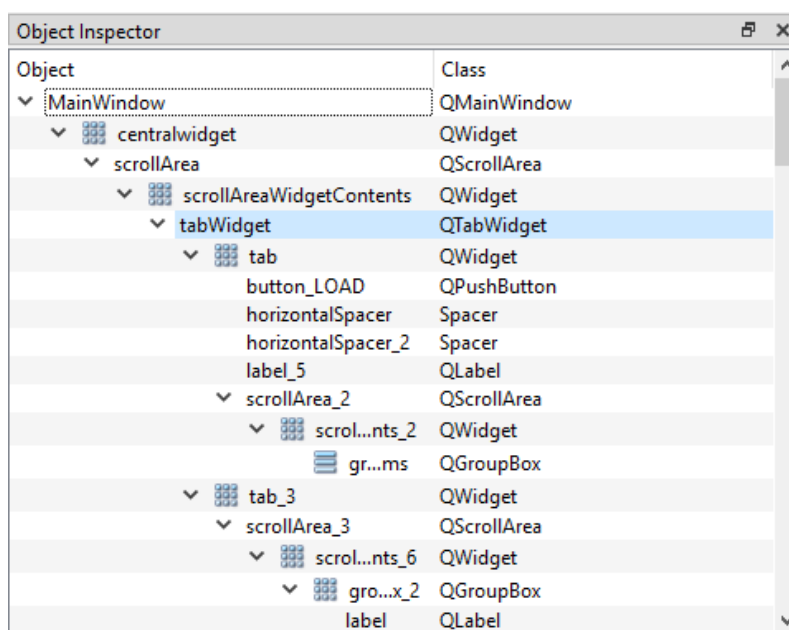 Object Inspector
Object Class
MainWindow QMainWindow
centralwidget QWidget
scrollArea QScrollArea
scrollAreaWidgetContents QWidget
tabWidget QTabWidget
tab QWidget
button_LOAD QPushButton
horizontalSpacer Spacer
horizontalSpacer_2 Spacer
label_5 QLabel
scrollArea_2 QScrollArea
scrol...nts_2 QWidget
gr...ms QGroupBox
tab_3 QWidget
scrollArea_3 QScrollArea
scrol...nts_6 QWidget
gro...x_2 QGroupBox
label QLabel